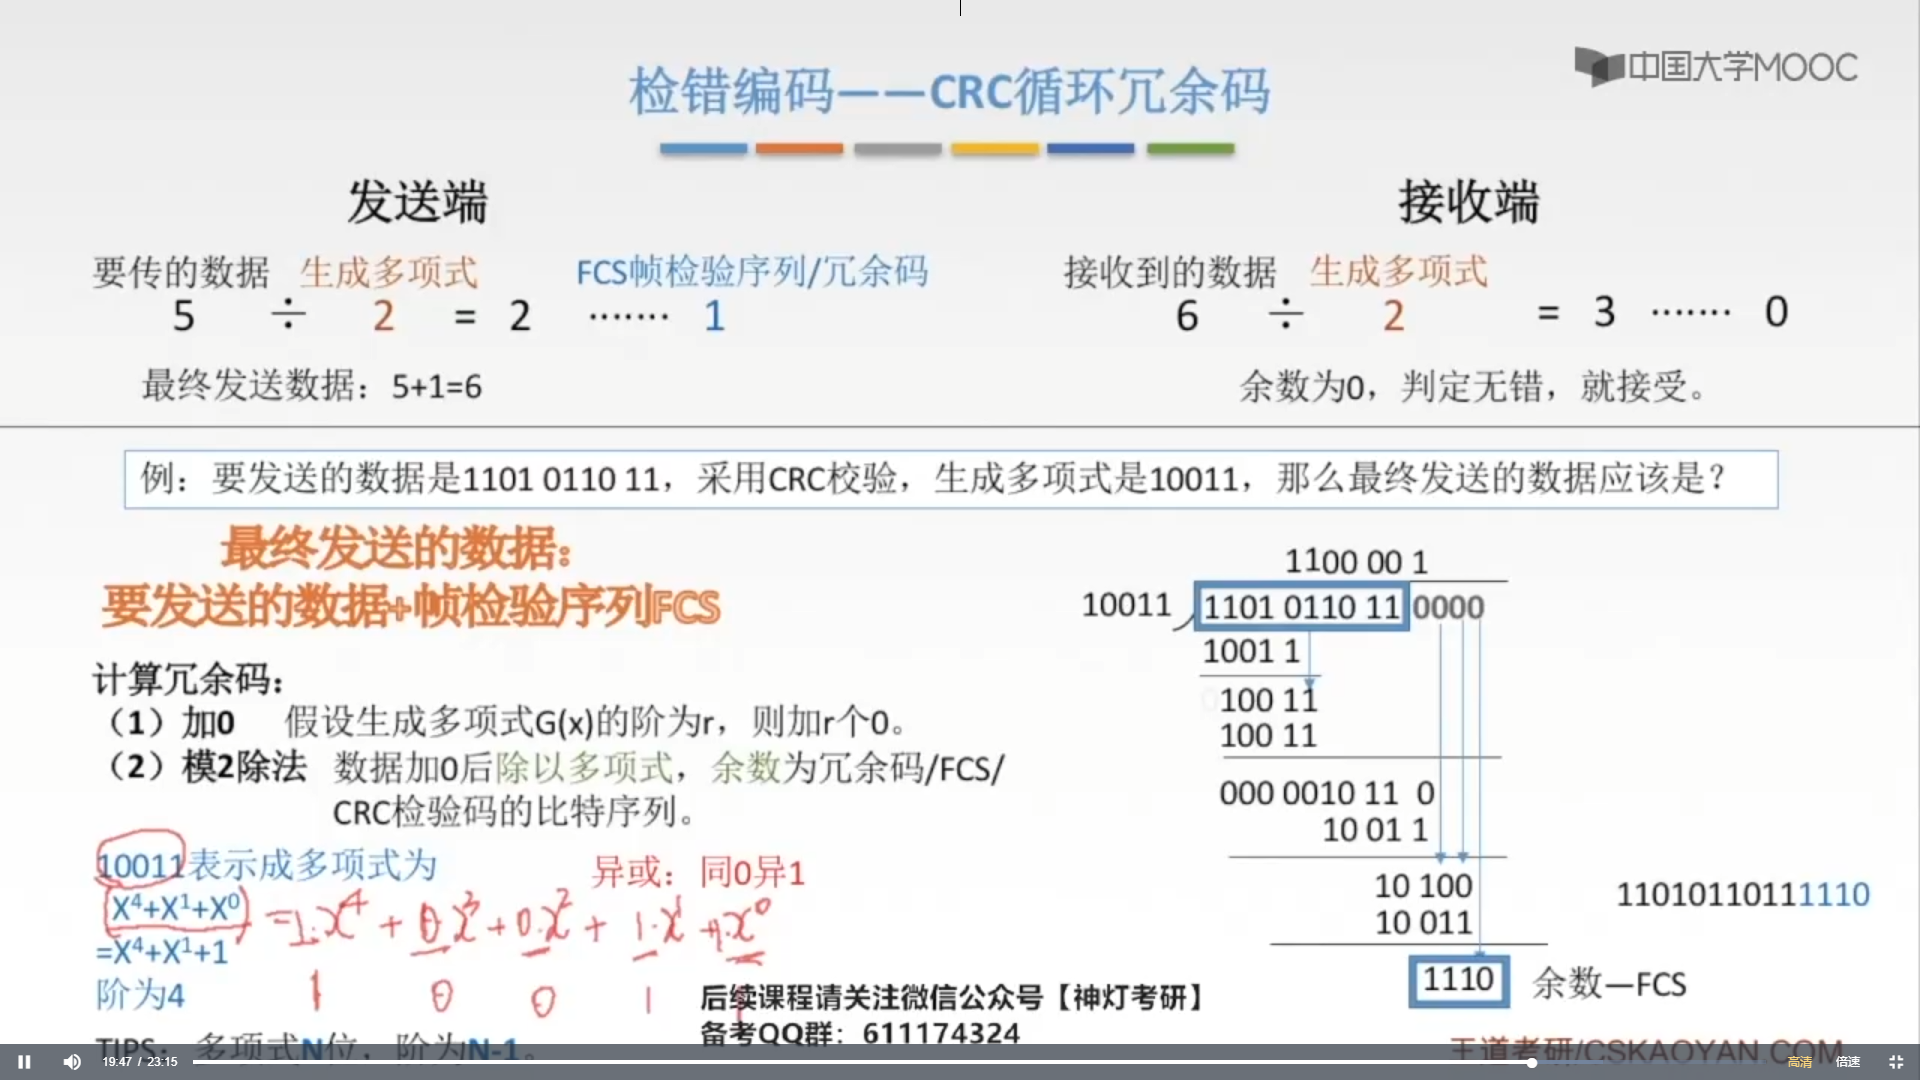 检错编码——CRC循环冗余码
中国大学MOOC
发送端
接收端
要传的数据 生成多项式 FCS帧检验序列/冗余码
5 ÷ 2 = 2 ······· 1
最终发送数据：5+1=6
接收到的数据 生成多项式
6 ÷ 2 = 3 ······· 0
余数为0，判定无错，就接受。
例：要发送的数据是1101 0110 11，采用CRC校验，生成多项式是10011，那么最终发送的数据应该是？
最终发送的数据：
要发送的数据+帧检验序列FCS
计算冗余码：
（1）加0 假设生成多项式G(x)的阶为r，则加r个0。
（2）模2除法 数据加0后除以多项式，余数为冗余码/FCS/
CRC检验码的比特序列。
10011表示成多项式为
异或：同0异1
X⁴+X¹+X⁰ =1·x⁴ + 0x³ + 0·x² + 1·x¹ + 1·x⁰
=X⁴+X¹+1
阶为4 1 0 0 1 1
TIPS：多项式N位，阶为N-1。
1100 00 1
10011 1101 0110 11 0000
1001 1
100 11
100 11
000 0010 11 0
10 01 1
10 100
10 011
1110 余数—FCS
11010110111110
后续课程请关注微信公众号【神灯考研】
备考QQ群：611174324
王道考研/CSKAOYAN.COM
19:47 / 23:15
高清 倍速